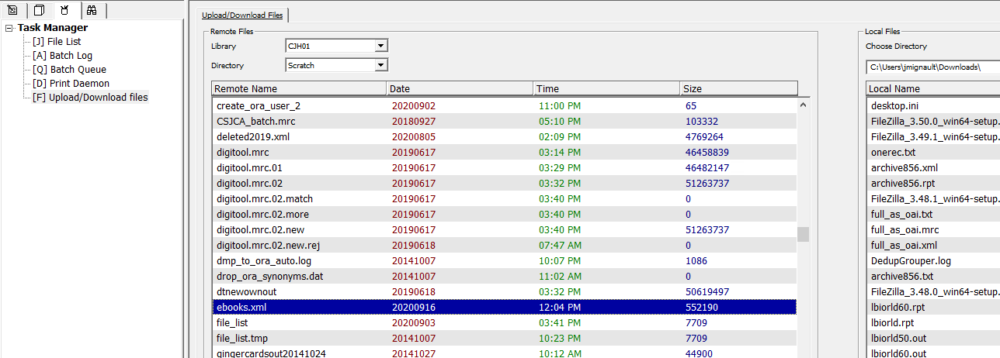 Task Manager
[J] File List
[A] Batch Log
[Q] Batch Queue
[D] Print Daemon
[F] Upload/Download files
Upload/Download Files
Remote Files
Library CJH01
Directory Scratch
Remote Name Date Time Size
create_ora_user_2 20200902 11:00 PM 65
CSJCA_batch.mrc 20180927 05:10 PM 103332
deleted2019.xml 20200805 02:09 PM 4769264
digitool.mrc 20190617 03:14 PM 46458839
digitool.mrc.01 20190617 03:29 PM 46482147
digitool.mrc.02 20190617 03:32 PM 51263737
digitool.mrc.02.match 20190617 03:40 PM 0
digitool.mrc.02.more 20190617 03:40 PM 0
digitool.mrc.02.new 20190617 03:40 PM 51263737
digitool.mrc.02.new.rej 20190618 07:47 AM 0
dmp_to_ora_auto.log 20141007 10:07 PM 1086
drop_ora_synonyms.dat 20141007 11:02 AM 0
dtnewownout 20190618 03:32 PM 50619497
ebooks.xml 20200916 12:04 PM 552190
file_list 20200903 03:41 PM 7709
file_list.tmp 20141007 10:23 PM 7709
gingercardsout20141024 20141027 10:12 AM 44900
Local Files
Choose Directory
C:\Users\jmignault\Downloads\
Local Name
desktop.ini
FileZilla_3.50.0_win64-setup.
FileZilla_3.49.1_win64-setup.
onerec.txt
archive856.xml
archive856.rpt
FileZilla_3.48.1_win64-setup.
full_as_oai.txt
full_as_oai.mrc
full_as_oai.xml
DedupGrouper.log
archive856.txt
FileZilla_3.48.0_win64-setup.
lbiorld60.rpt
lbiorld.rpt
lbiorld50.out
lbiorld60.out